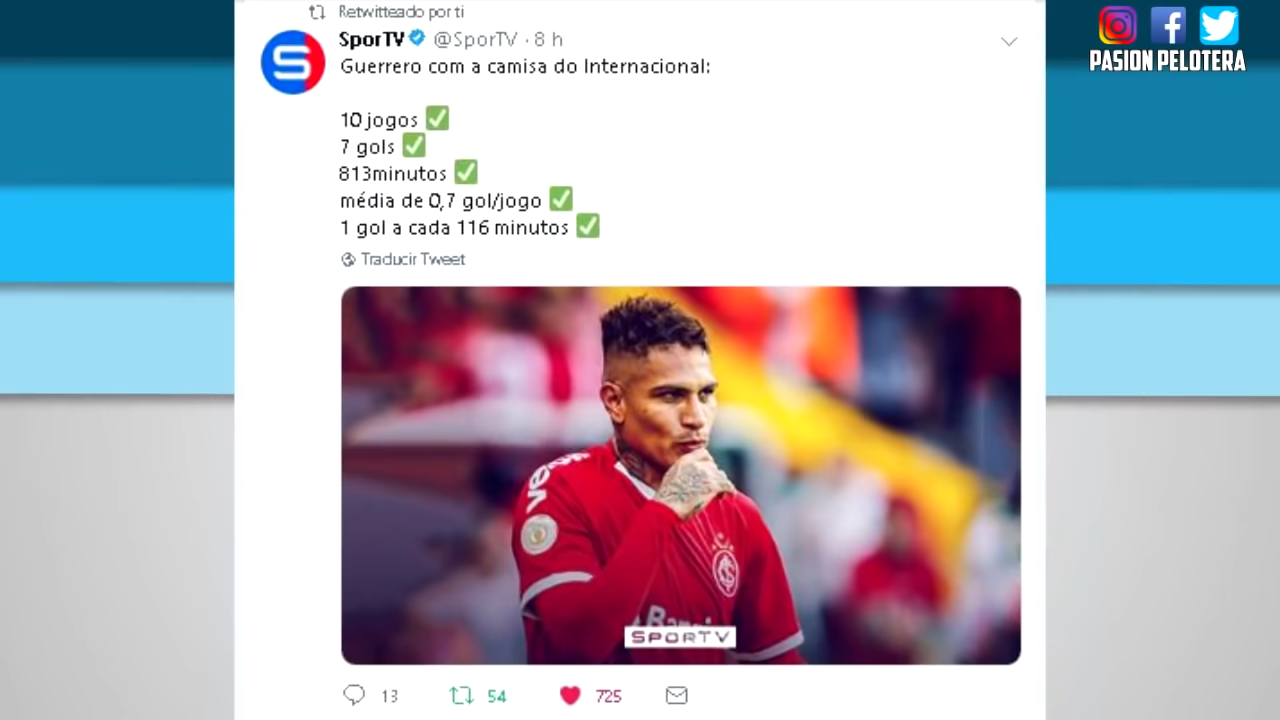 Retwitteado por ti
SporTV @SporTV · 8 h
Guerrero com a camisa do Internacional:
10 jogos ✅
7 gols ✅
813minutos ✅
média de 0,7 gol/jogo ✅
1 gol a cada 116 minutos ✅
Traducir Tweet
SPORTV
13 54 725
PASION PELOTERA